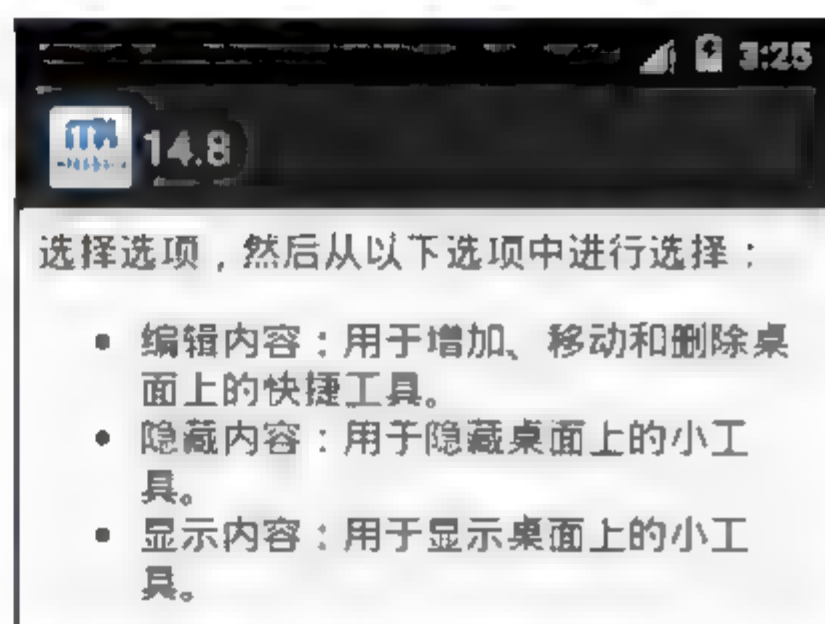 3:25
14.8
选择选项，然后从以下选项中进行选择：
编辑内容：用于增加、移动和删除桌
面上的快捷工具。
隐藏内容：用于隐藏桌面上的小工
具。
显示内容：用于显示桌面上的小工
具。